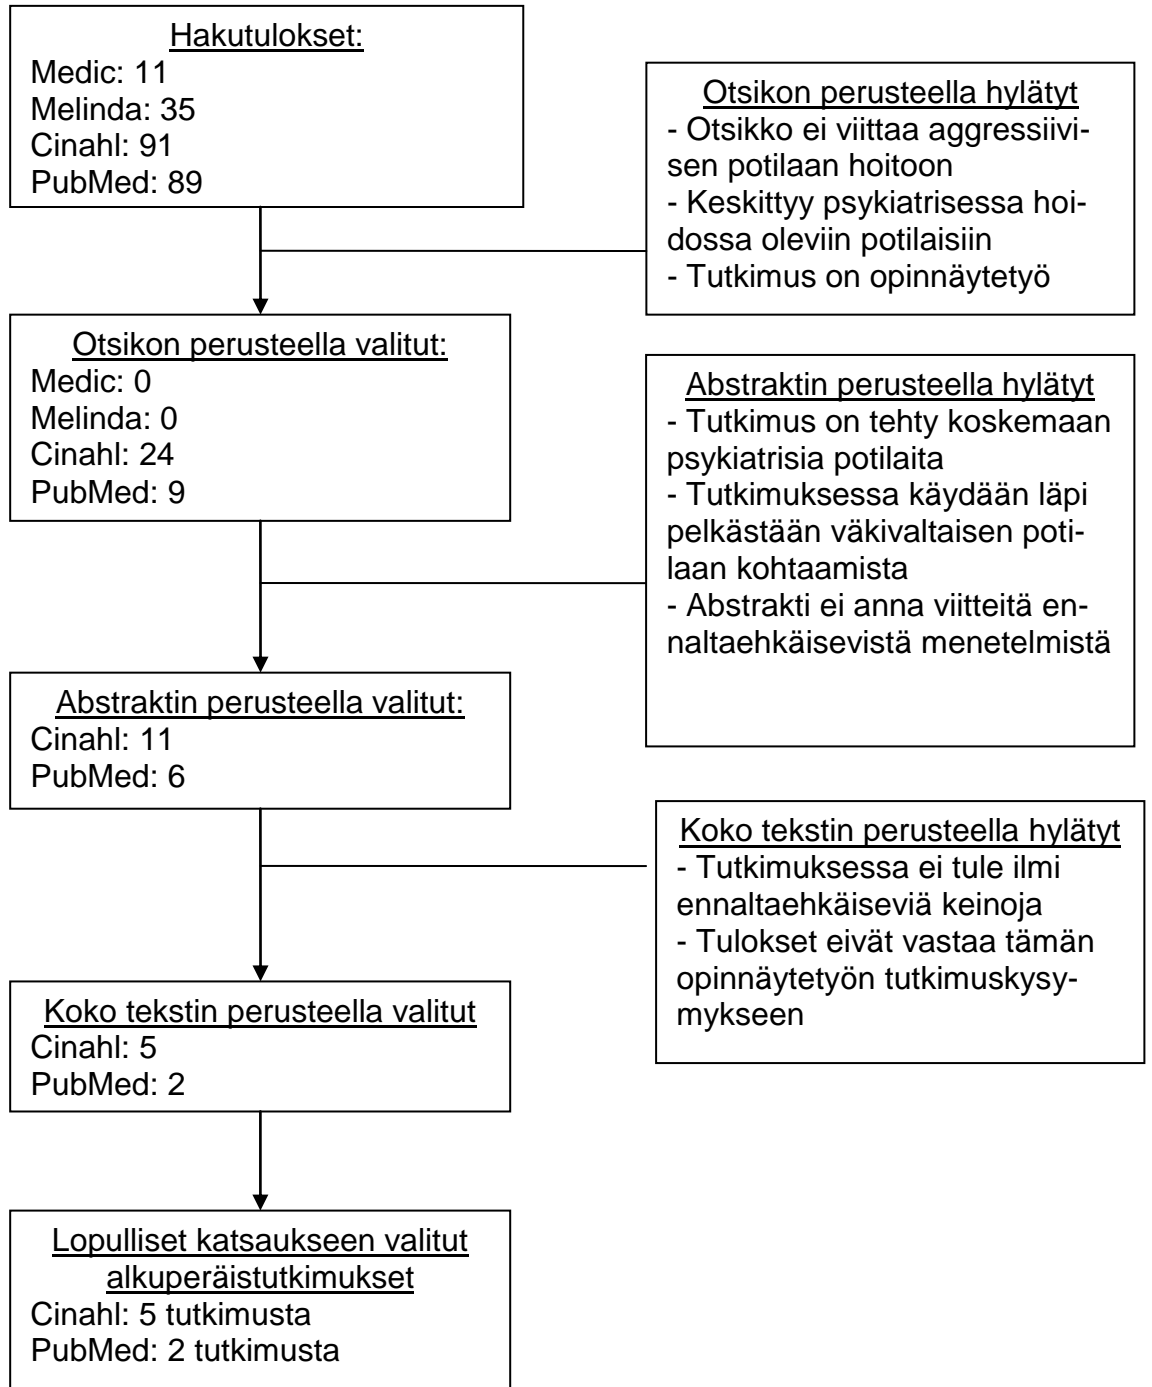 Hakutulokset:
Medic: 11
Melinda: 35
Cinahl: 91
PubMed: 89
Otsikon perusteella hylätyt
- Otsikko ei viittaa aggressiivi-
sen potilaan hoitoon
- Keskittyy psykiatrisessa hoi-
dossa oleviin potilaisiin
- Tutkimus on opinnäytetyö
Otsikon perusteella valitut:
Medic: 0
Melinda: 0
Cinahl: 24
PubMed: 9
Abstraktin perusteella hylätyt
- Tutkimus on tehty koskemaan
psykiatrisia potilaita
- Tutkimuksessa käydään läpi
pelkästään väkivaltaisen poti-
laan kohtaamista
- Abstrakti ei anna viitteitä en-
naltaehkäisevistä menetelmistä
Abstraktin perusteella valitut:
Cinahl: 11
PubMed: 6
Koko tekstin perusteella hylätyt
- Tutkimuksessa ei tule ilmi
ennaltaehkäiseviä keinoja
- Tulokset eivät vastaa tämän
opinnäytetyön tutkimuskysy-
mykseen
Koko tekstin perusteella valitut
Cinahl: 5
PubMed: 2
Lopulliset katsaukseen valitut
alkuperäistutkimukset
Cinahl: 5 tutkimusta
PubMed: 2 tutkimusta